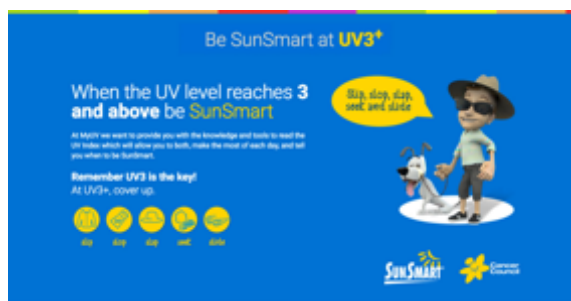 Be SunSmart at UV3+
When the UV level reaches 3
and above be SunSmart
At MyUV we want to provide you with the knowledge and tools to read the
UV Index which will allow you to both, make the most of each day, and tell
you when to be SunSmart.
Remember UV3 is the key!
At UV3+, cover up.
slip slop slap seek slide
Slip, slop, slap,
seek and slide
SunSmart
Cancer
Council